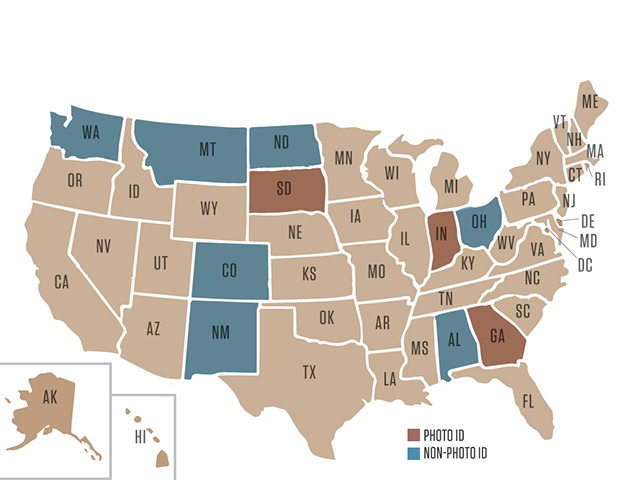 WA
MT
ND
MN
ME
VT
NH
MA
RI
CT
NY
WI
MI
OR
ID
SD
WY
IA
NE
PA
NJ
DE
MD
DC
OH
IN
IL
WV
VA
NV
UT
CO
KS
MO
KY
CA
NC
TN
SC
AZ
NM
OK
AR
MS
AL
GA
TX
LA
FL
AK
HI
PHOTO ID
NON-PHOTO ID